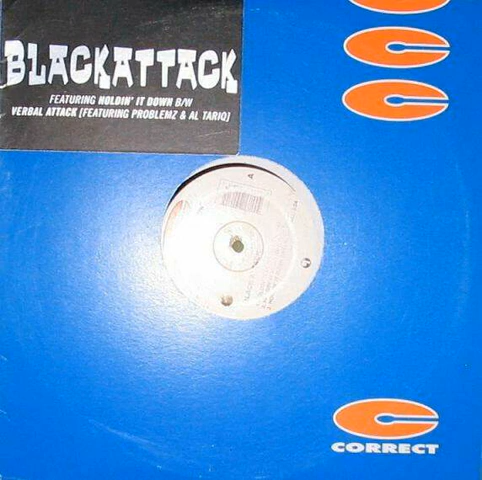 BLACKATTACK
FEATURING HOLDIN' IT DOWN B/W
VERBAL ATTACK [FEATURING PROBLEMZ & AL TARIQ]
C
C
C
A
C
CORRECT